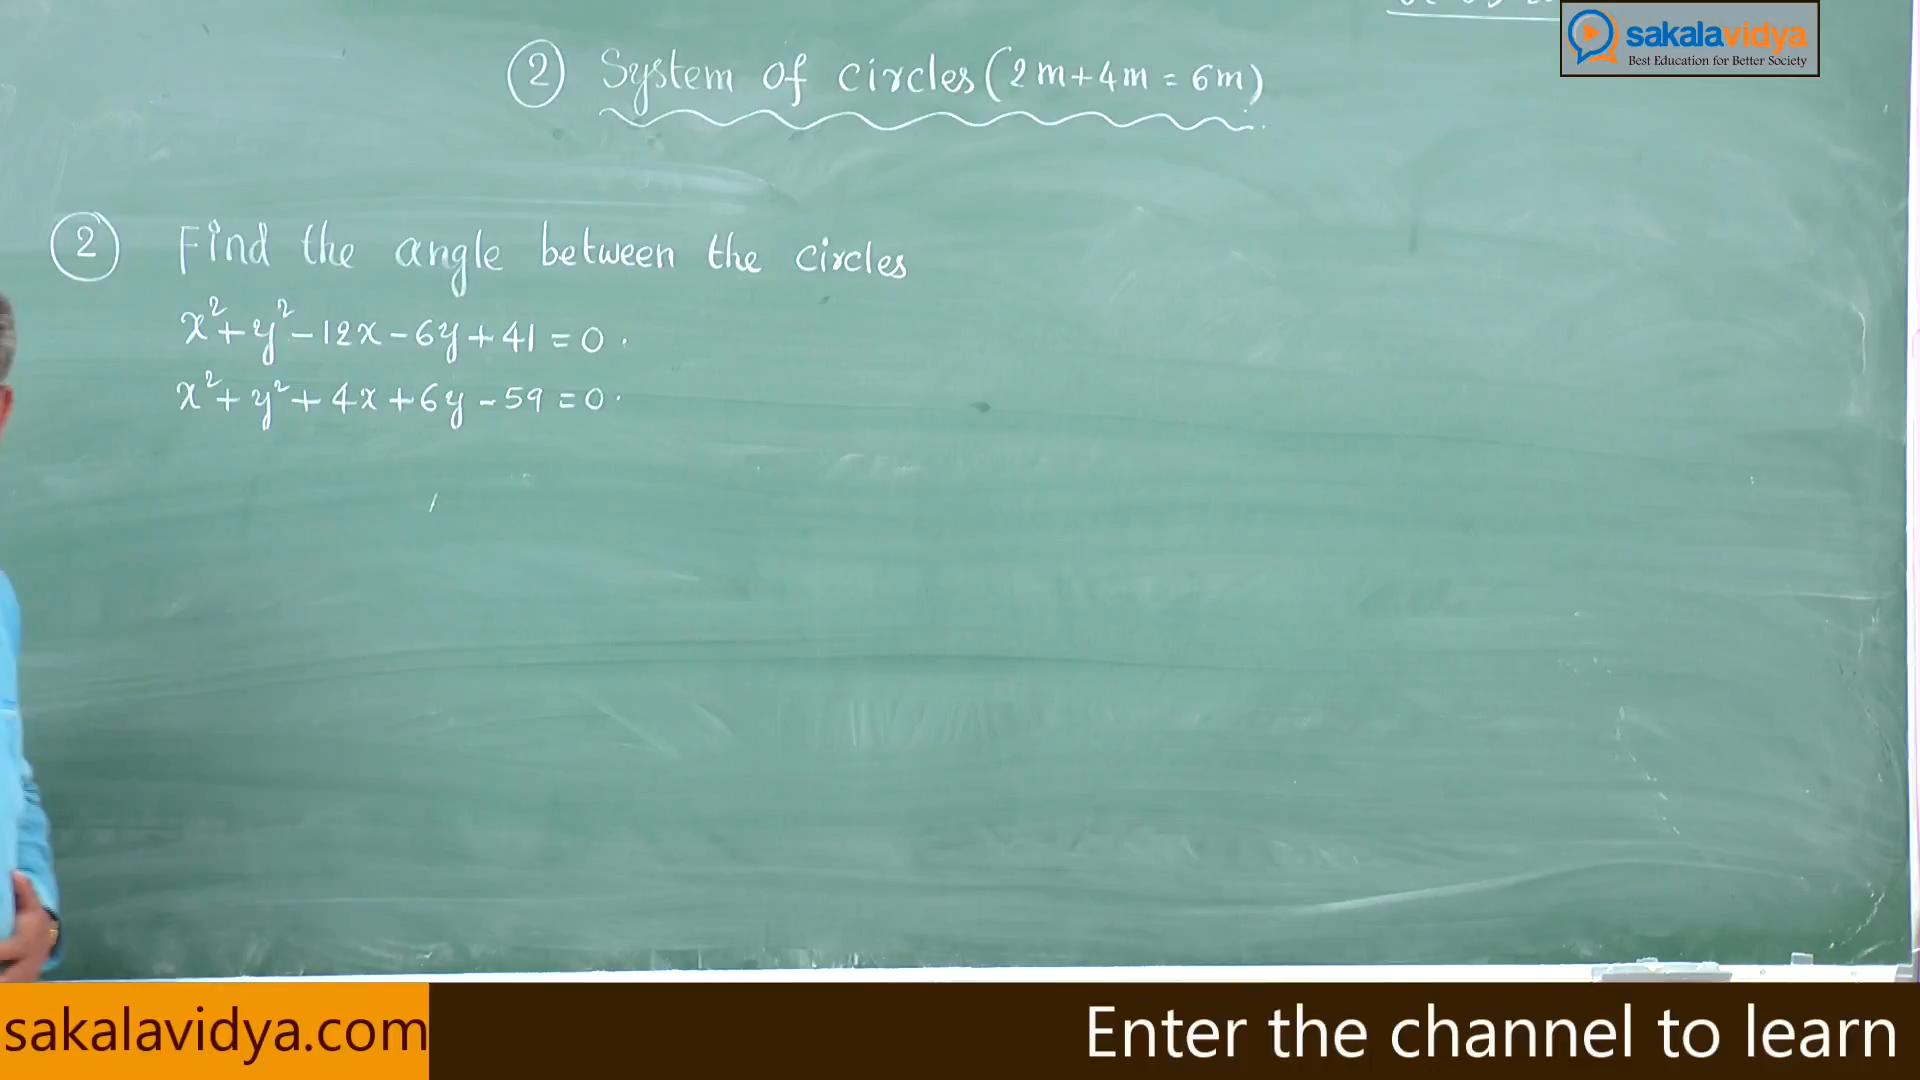 sakalavidya
Best Education for Better Society
② System of circles (2m+4m = 6m)
② Find the angle between the circles
x²+y²-12x-6y+41=0.
x²+y²+4x+6y-59=0.
sakalavidya.com
Enter the channel to learn